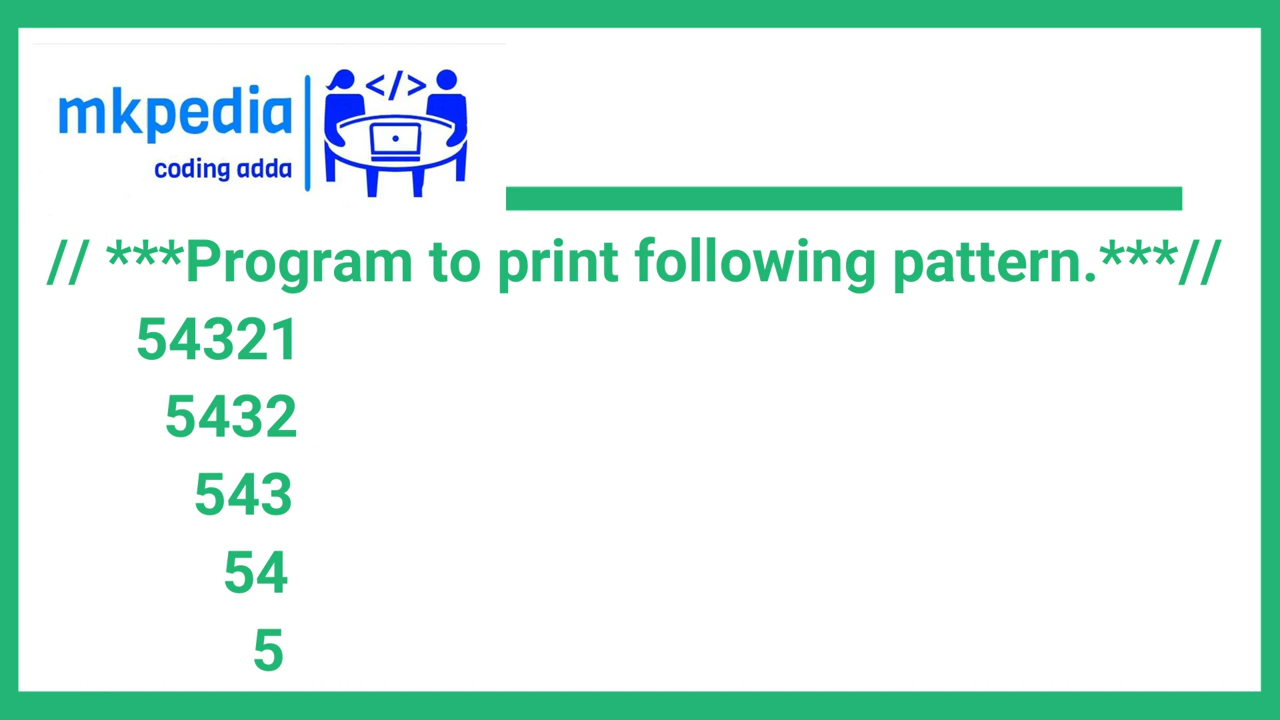 mkpedia
</>
coding adda
// ***Program to print following pattern.***//
54321
5432
543
54
5